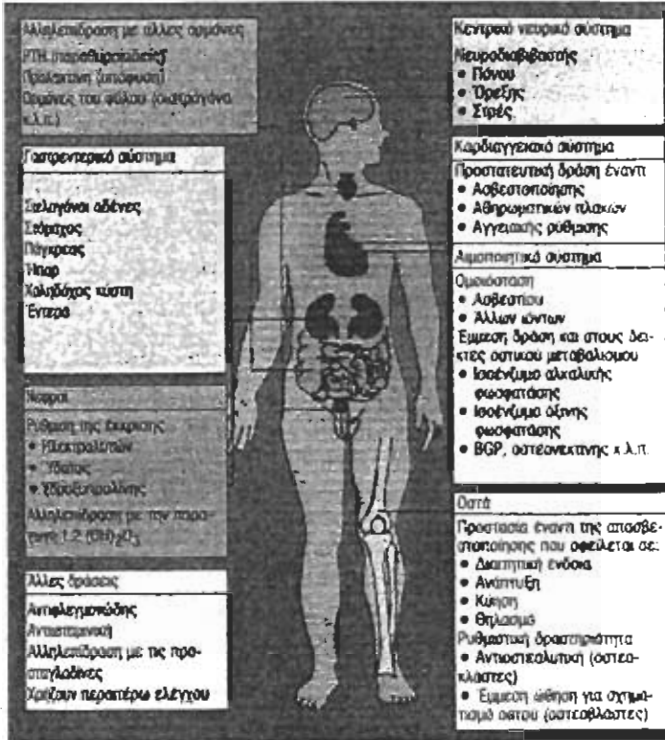 Αλληλεπίδραση με άλλες ορμόνες
PTH (παραθυρεοειδείς)
Προλακτίνη (υπόφυση)
Ορμόνες του φύλου (οιστρογόνα
κ.λ.π.)
Γαστρεντερικό σύστημα
Σιελογόνοι αδένες
Στόμαχος
Πάγκρεας
Ήπαρ
Χοληδόχος κύστη
Έντερα
Νεφροί
Ρύθμιση της έκκρισης
• Ηλεκτρολυτών
• Ύδατος
• Υδροξυπρολίνης
Αλληλεπίδραση με την παρα-
γωγή 1,2 (OH)₂D₃
Άλλες δράσεις
Αντιφλεγμονώδης
Αντιισταμινική
Αλληλεπίδραση με τις προ-
σταγλαδίνες
Χρήζουν περαιτέρω ελέγχου
Κεντρικό νευρικό σύστημα
Νευροδιαβιβαστής
• Πόνου
• Όρεξης
• Στρές
Καρδιαγγειακό σύστημα
Προστατευτική δράση έναντι
• Ασβεστοποίησης
• Αθηρωματικών πλακών
• Αγγειακής ρύθμισης
Αιμοποιητικό σύστημα
Ομοιόσταση
• Ασβεστίου
• Άλλων ιόντων
Έμμεση δράση και στους δει-
κτες οστικού μεταβολισμού
• Ισοένζυμο αλκαλικής
φωσφατάσης
• Ισοένζυμο όξινης
φωσφατάσης
• BGP, οστεονεκτίνης κ.λ.π.
Οστά
Προστασία έναντι της απασβε-
στοποίησης που οφείλεται σε:
• Διαιτητική ένδεια
• Ανάπτυξη
• Κύηση
• Θηλασμό
Ρυθμιστική δραστηριότητα
• Αντιοστεολυτική (οστεο-
κλάστες)
• Έμμεση ώθηση για σχημα-
τισμό οστού (οστεοβλάστες)